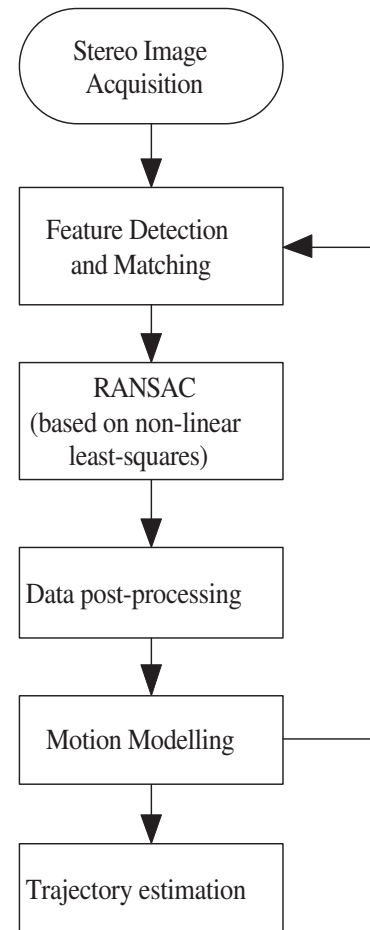 Stereo Image
Acquisition
Feature Detection
and Matching
RANSAC
(based on non-linear
least-squares)
Data post-processing
Motion Modelling
Trajectory estimation